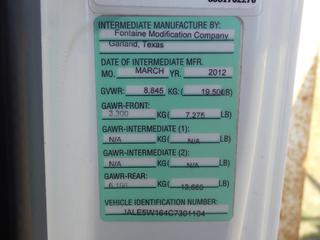 INTERMEDIATE MANUFACTURE BY:
Fontaine Modification Company
Garland, Texas
DATE OF INTERMEDIATE MFR.
MO. MARCH YR. 2012
GVWR: 8,845 KG( 19,500 LB)
GAWR-FRONT:
3,300 KG( 7,275 LB)
GAWR-INTERMEDIATE (1):
N/A KG( N/A LB)
GAWR-INTERMEDIATE (2):
N/A KG( N/A LB)
GAWR-REAR:
6,196 KG( 13,660 LB)
VEHICLE IDENTIFICATION NUMBER:
JALE5W164C7301104